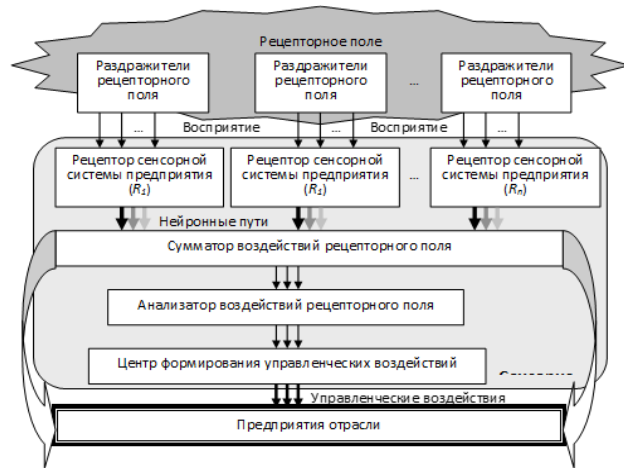 Рецепторное поле
Раздражители
рецепторного
поля
Раздражители
рецепторного
поля
...
Раздражители
рецепторного
поля
... Восприятие ... Восприятие ...
Рецептор сенсорной
системы предприятия
(R₁)
Рецептор сенсорной
системы предприятия
(R₁)
...
Рецептор сенсорной
системы предприятия
(Rₙ)
Нейронные пути
Сумматор воздействий рецепторного поля
Анализатор воздействий рецепторного поля
Центр формирования управленческих воздействий
Управленческие воздействия
Предприятия отрасли